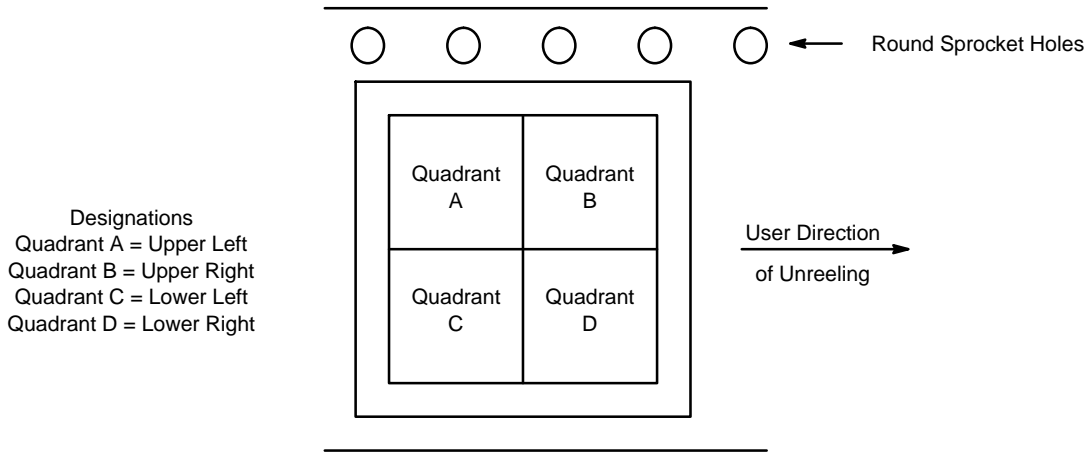 Round Sprocket Holes
Quadrant
A
Quadrant
B
Designations
Quadrant A = Upper Left
Quadrant B = Upper Right
Quadrant C = Lower Left
Quadrant D = Lower Right
User Direction
of Unreeling
Quadrant
C
Quadrant
D